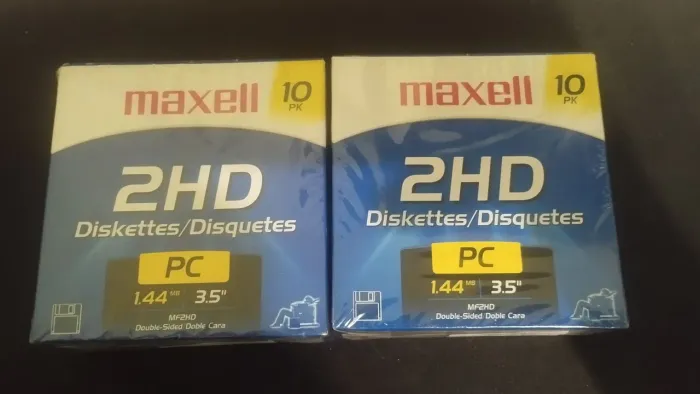 maxell
10
PK
2HD
Diskettes/Disquetes
PC
1.44 MB 3.5"
MF2HD
Double-Sided Doble Cara
maxell
10
PK
2HD
Diskettes/Disquetes
PC
1.44 MB 3.5"
MF2HD
Double-Sided Doble Cara